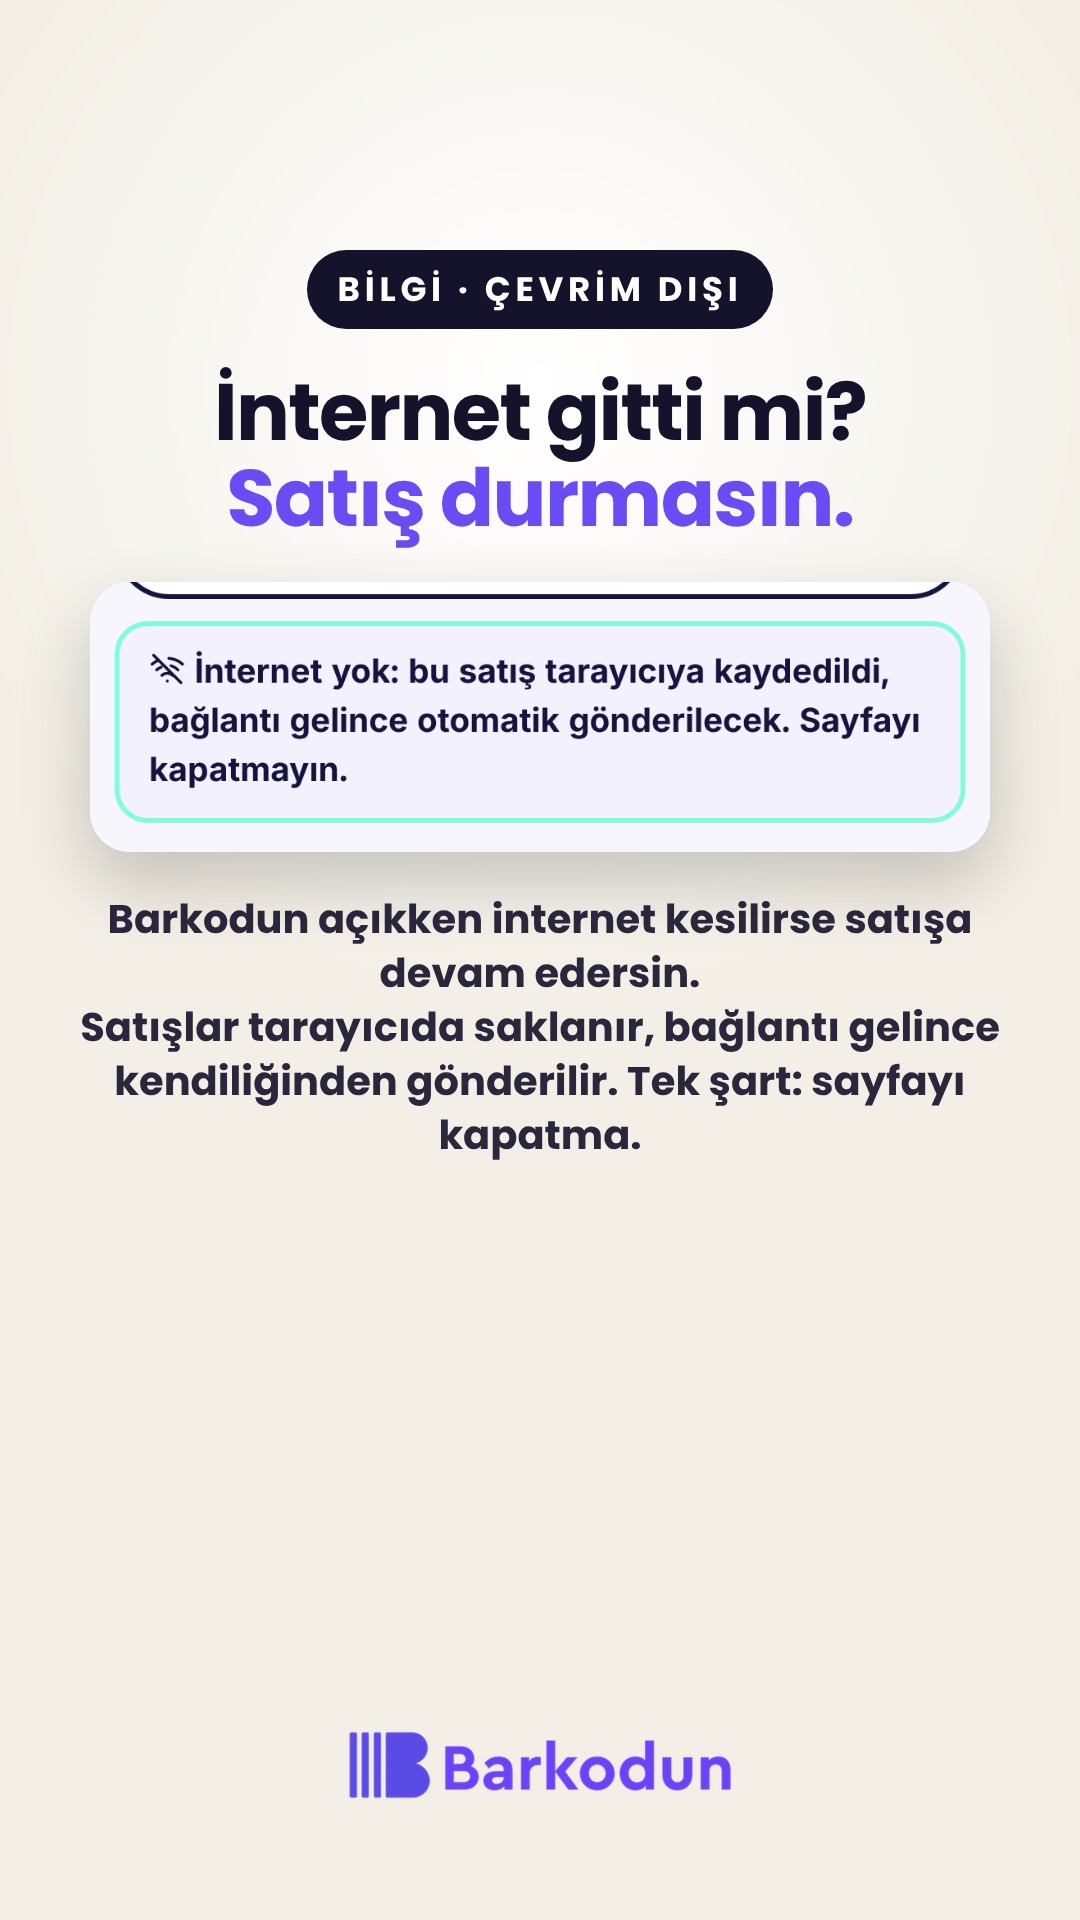 BİLGİ · ÇEVRİM DIŞI
İnternet gitti mi?
Satış durmasın.
İnternet yok: bu satış tarayıcıya kaydedildi,
bağlantı gelince otomatik gönderilecek. Sayfayı
kapatmayın.
Barkodun açıkken internet kesilirse satışa
devam edersin.
Satışlar tarayıcıda saklanır, bağlantı gelince
kendiliğinden gönderilir. Tek şart: sayfayı
kapatma.
Barkodun